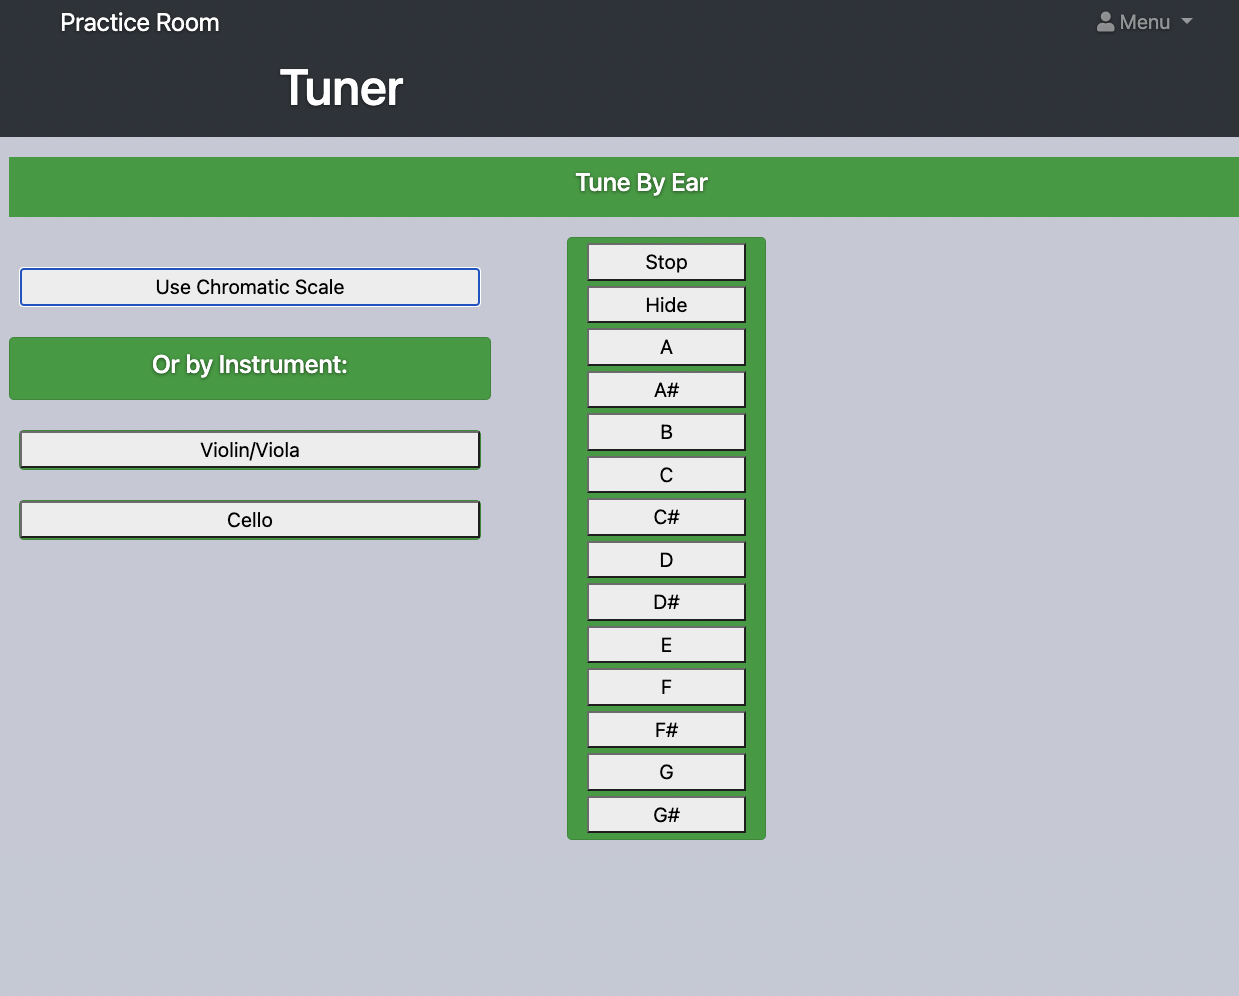 Practice Room
Menu
Tuner
Tune By Ear
Use Chromatic Scale
Or by Instrument:
Violin/Viola
Cello
Stop
Hide
A
A#
B
C
C#
D
D#
E
F
F#
G
G#